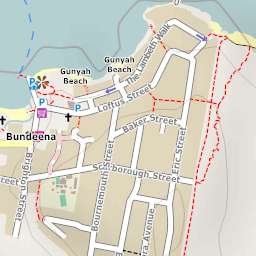 Gunyah
Beach
Gunyah
Beach
The Lambeth Walk
Loftus Street
Bundeena
Baker Street
Eric Street
Scarborough Street
Brighton Street
Street
Bournemouth Street
Avenue